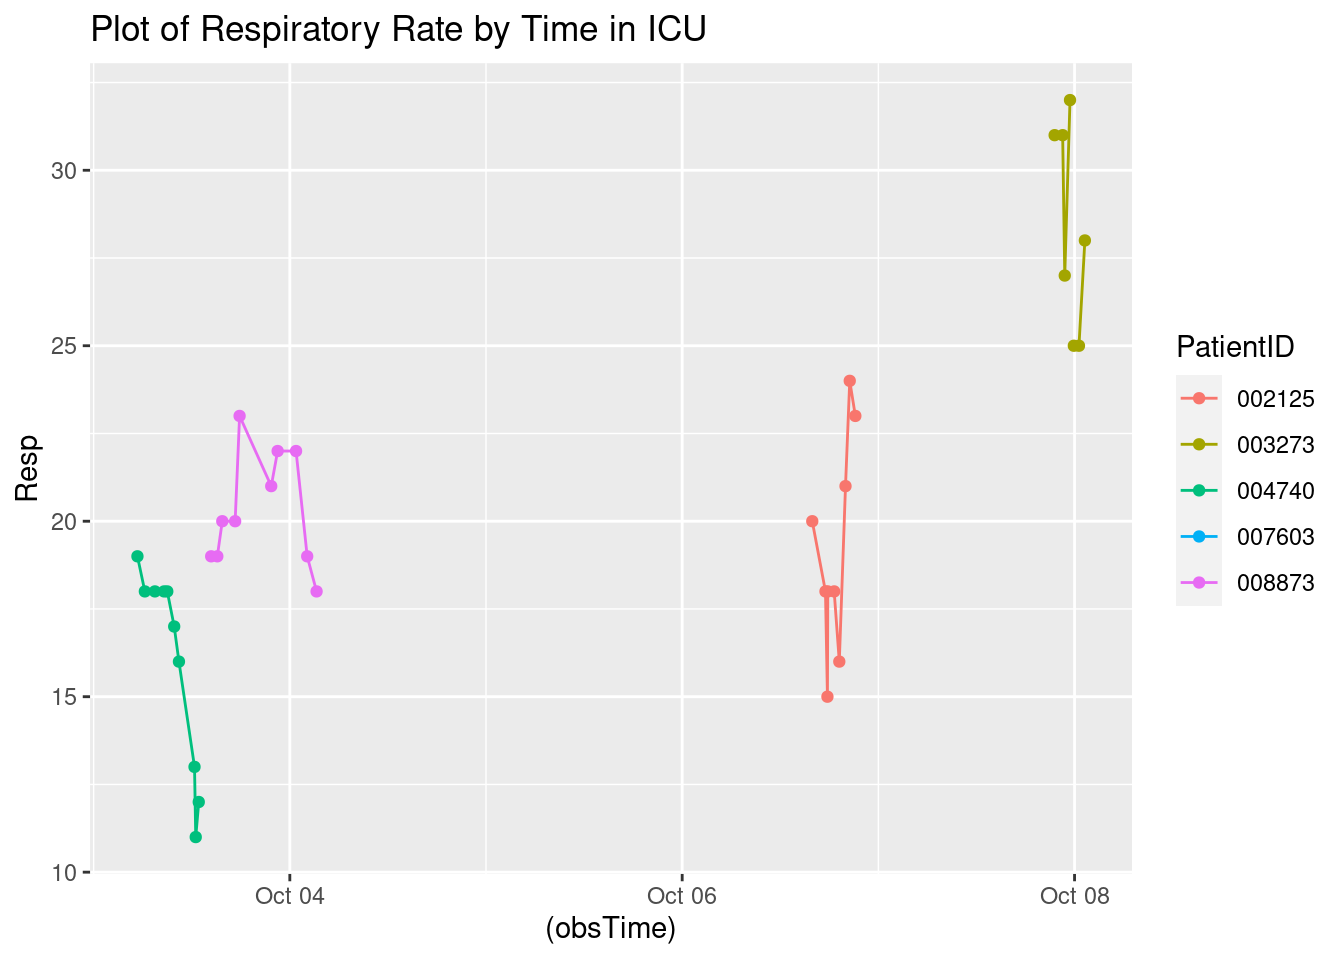 Plot of Respiratory Rate by Time in ICU
Resp
30
25
20
15
10
Oct 04
Oct 06
Oct 08
(obsTime)
PatientID
002125
003273
004740
007603
008873